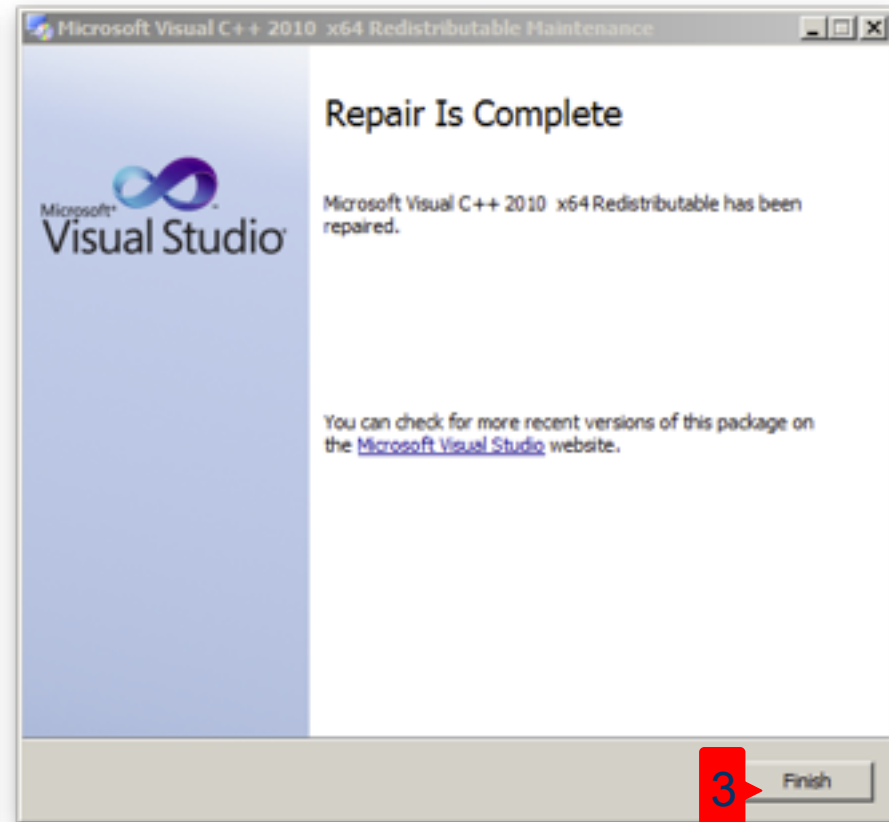 Microsoft Visual C++ 2010 x64 Redistributable Maintenance
Repair Is Complete
Microsoft Visual C++ 2010 x64 Redistributable has been
repaired.
Microsoft
Visual Studio
You can check for more recent versions of this package on
the Microsoft Visual Studio website.
3
Finish